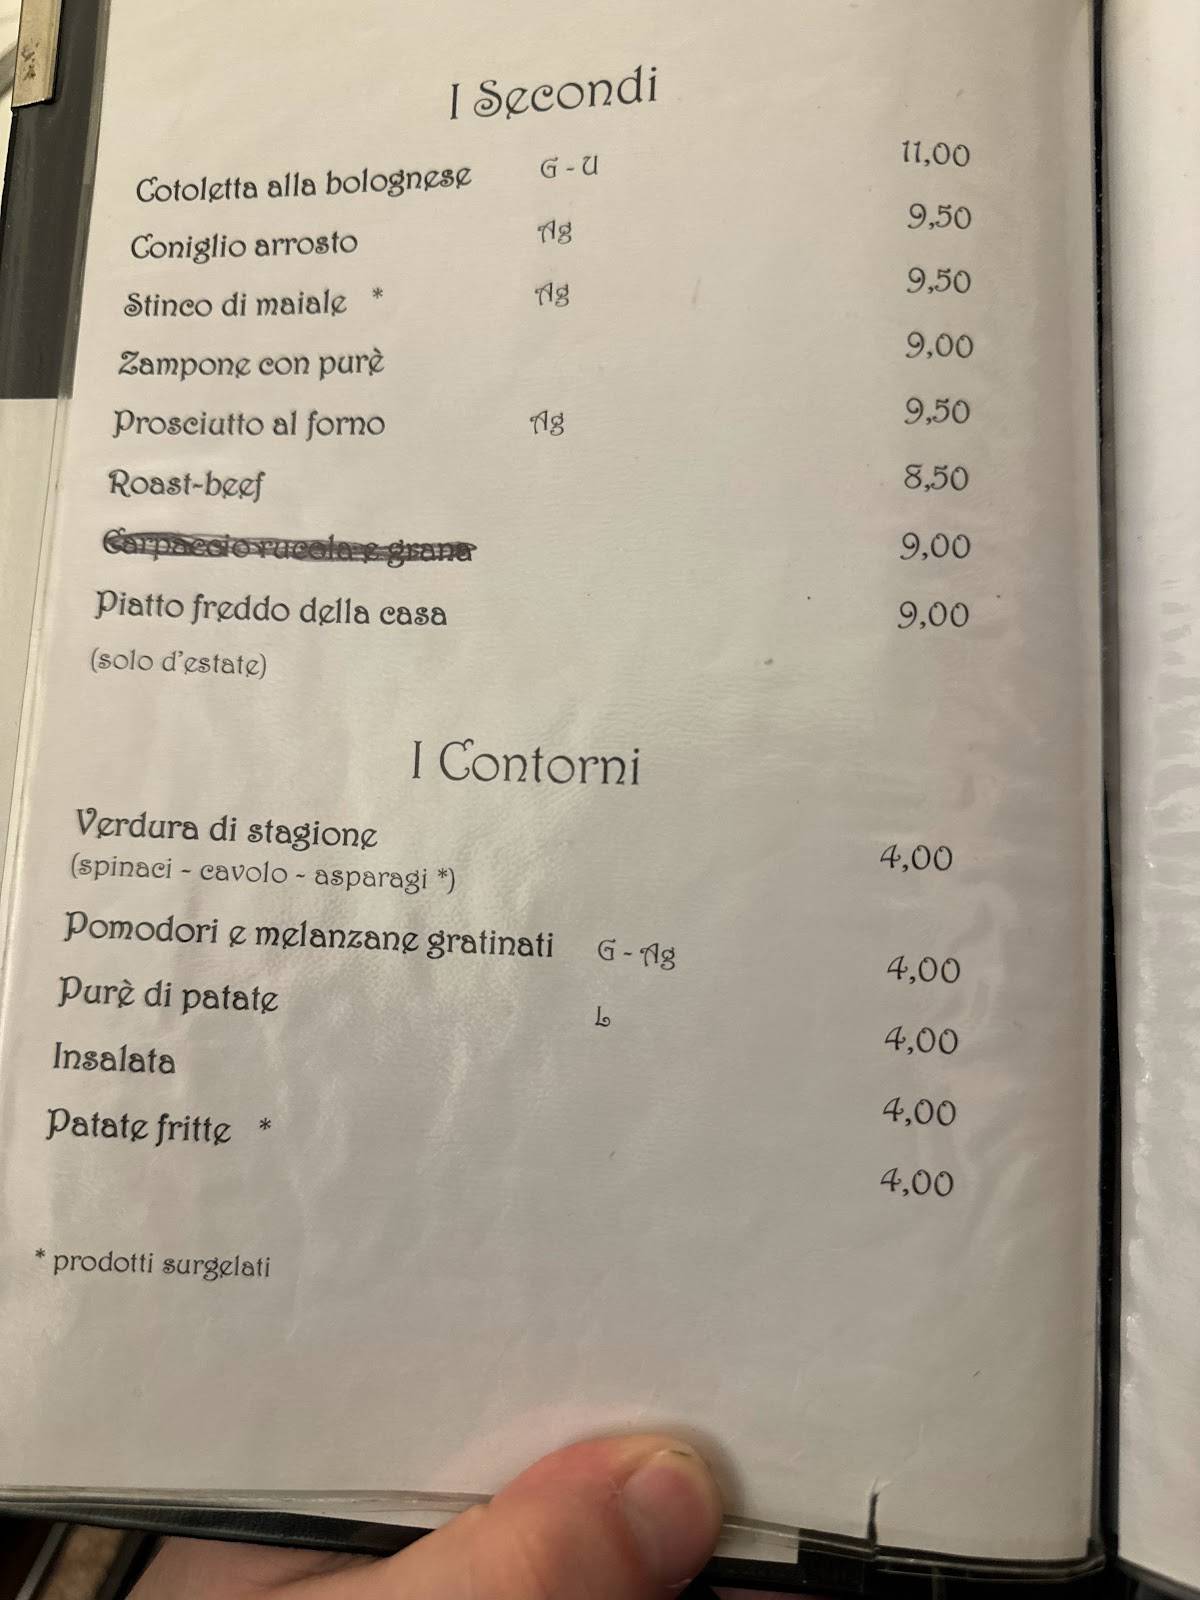 I Secondi
Cotoletta alla bolognese G - U 11,00
Coniglio arrosto Ag 9,50
Stinco di maiale * Ag 9,50
Zampone con purè 9,00
Prosciutto al forno Ag 9,50
Roast-beef 8,50
Carpaccio rucola e grana 9,00
Piatto freddo della casa 9,00
(solo d'estate)
I Contorni
Verdura di stagione 4,00
(spinaci - cavolo - asparagi *)
Pomodori e melanzane gratinati G - Ag 4,00
Purè di patate L 4,00
Insalata 4,00
Patate fritte * 4,00
* prodotti surgelati